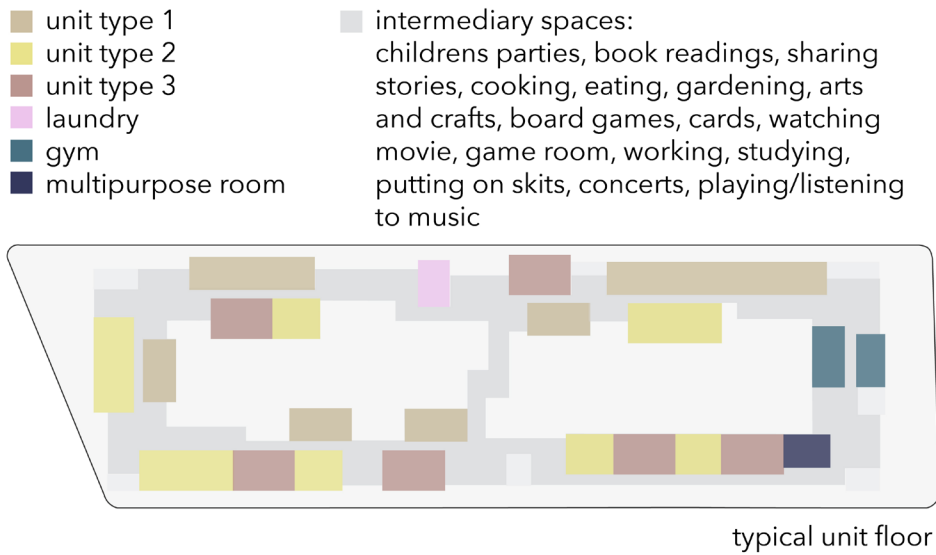 unit type 1
unit type 2
unit type 3
laundry
gym
multipurpose room
intermediary spaces:
childrens parties, book readings, sharing
stories, cooking, eating, gardening, arts
and crafts, board games, cards, watching
movie, game room, working, studying,
putting on skits, concerts, playing/listening
to music
typical unit floor